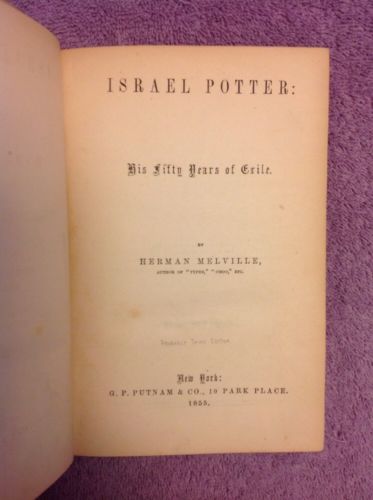 ISRAEL POTTER:
His Fifty Years of Exile.
BY
HERMAN MELVILLE,
AUTHOR OF "TYPEE," "OMOO," ETC.
New York:
G. P. PUTNAM & CO., 10 PARK PLACE.
1855.